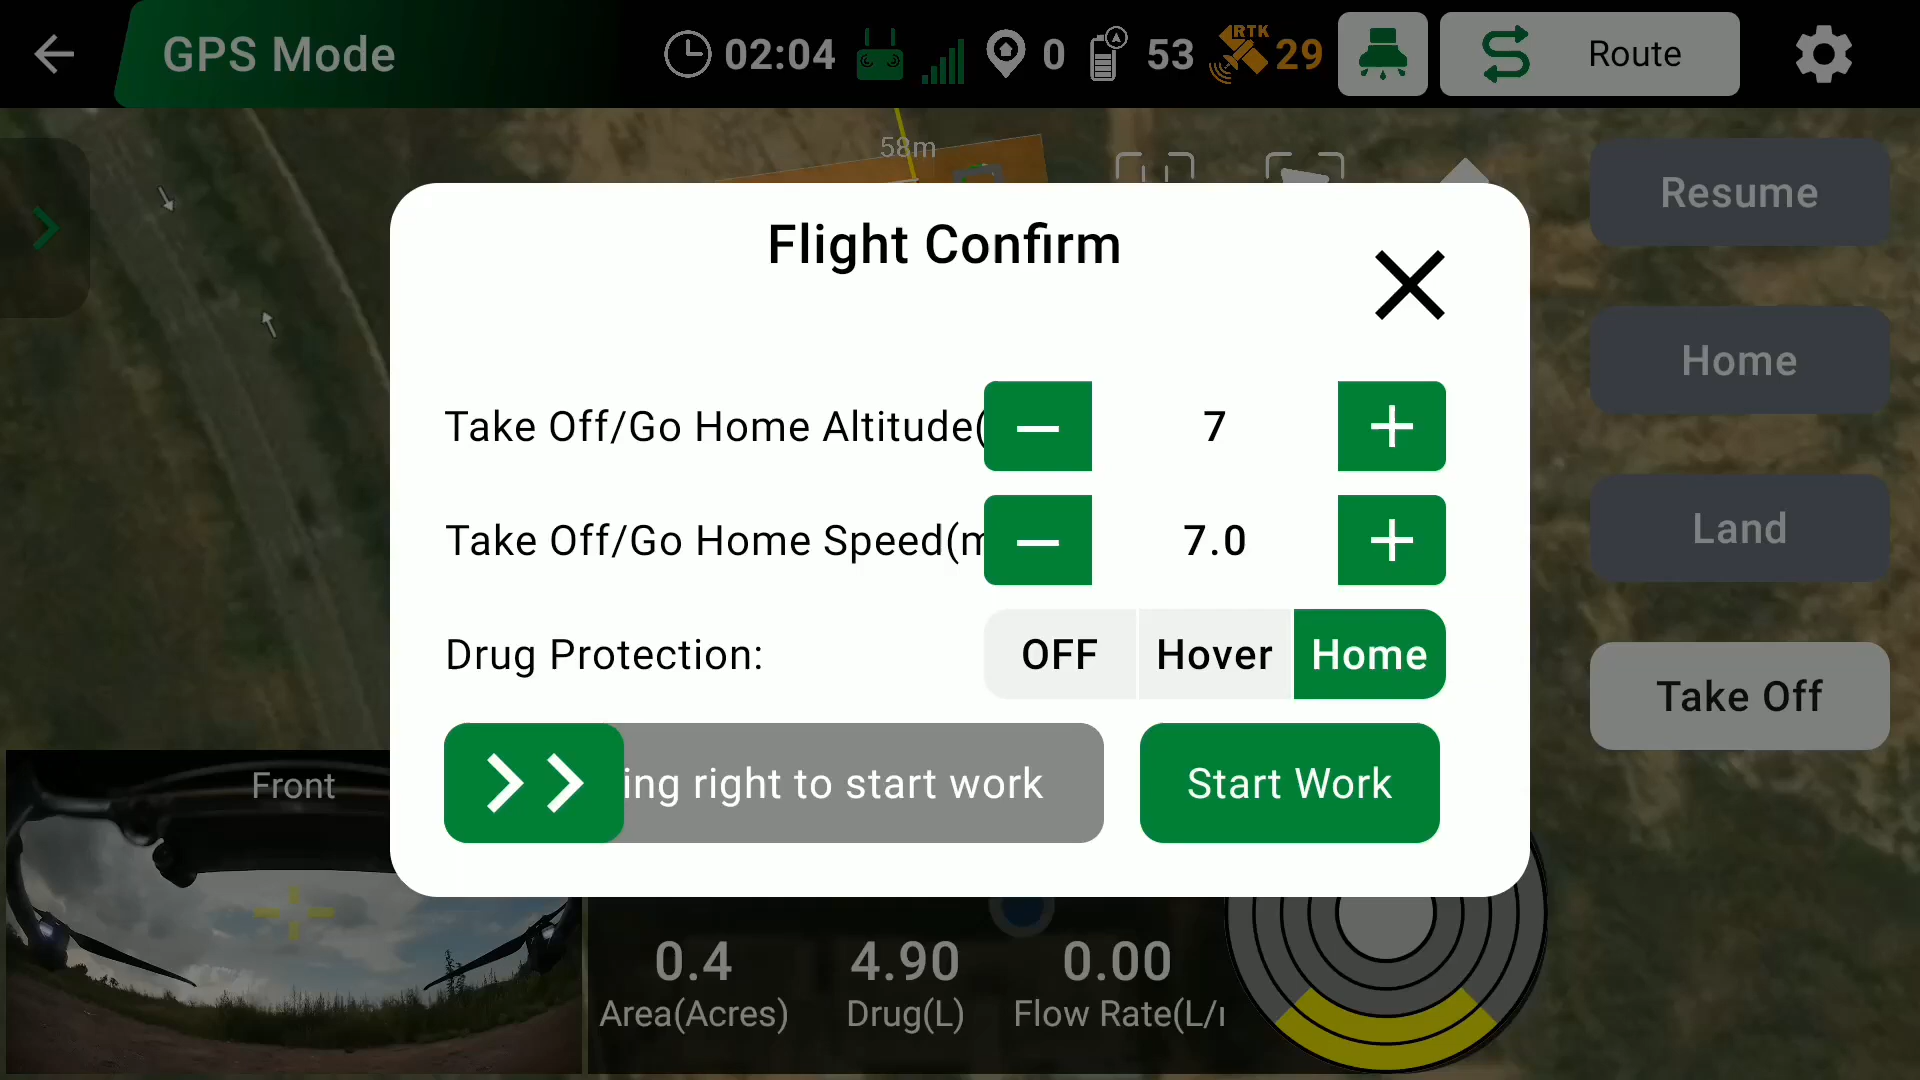 GPS Mode
02:04
0
53
RTK
29
Route
58m
Resume
Home
Land
Take Off
Flight Confirm
Take Off/Go Home Altitude(
7
Take Off/Go Home Speed(m
7.0
Drug Protection:
OFF
Hover
Home
ing right to start work
Start Work
Front
0.4
4.90
0.00
Area(Acres)
Drug(L)
Flow Rate(L/